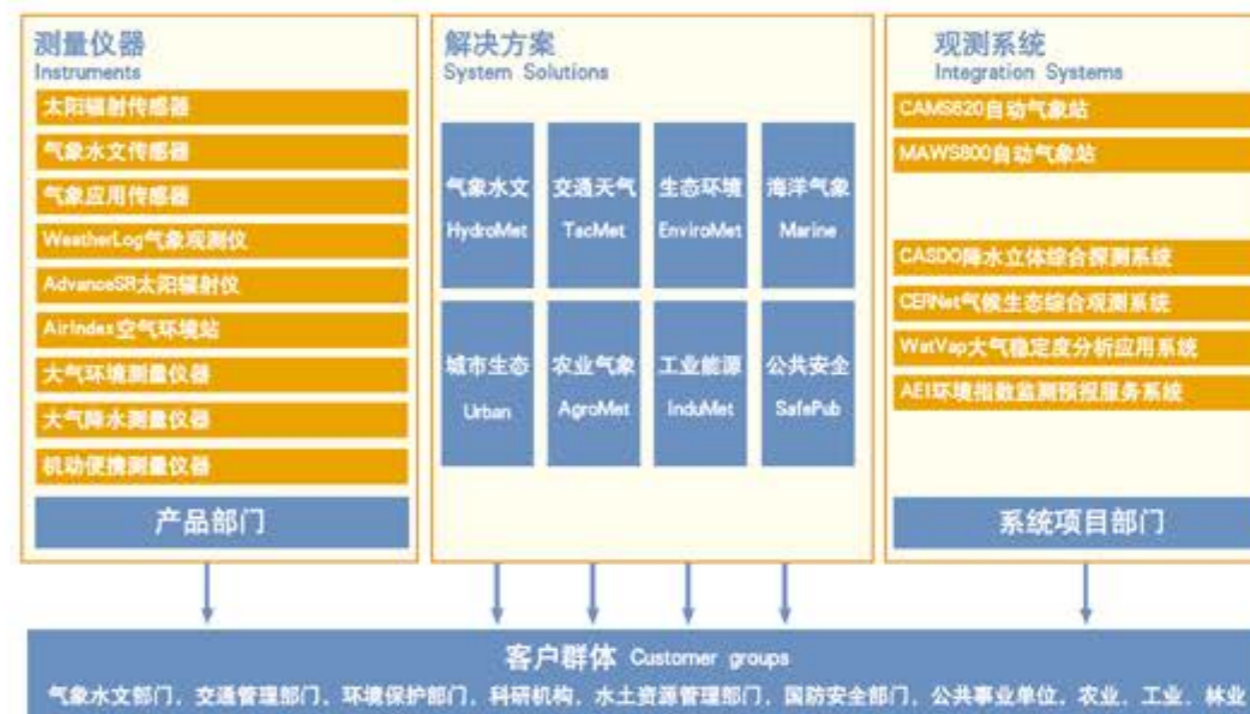 测量仪器
Instruments
太阳辐射传感器
气象水文传感器
气象应用传感器
WeatherLog气象观测仪
AdvanceSR太阳辐射仪
AirIndex空气环境站
大气环境测量仪器
大气降水测量仪器
机动便携测量仪器
产品部门
解决方案
System Solutions
气象水文
HydroMet
交通天气
TacMet
生态环境
EnviroMet
海洋气象
Marine
城市生态
Urban
农业气象
AgroMet
工业能源
InduMet
公共安全
SafePub
观测系统
Integration Systems
CAMS620自动气象站
MAWS800自动气象站
CASDO降水立体综合探测系统
CERNet气候生态综合观测系统
WatVap大气稳定度分析应用系统
AEI环境指数监测预报服务系统
系统项目部门
客户群体 Customer groups
气象水文部门, 交通管理部门, 环境保护部门, 科研机构, 水土资源管理部门, 国防安全部门, 公共事业单位, 农业, 工业, 林业